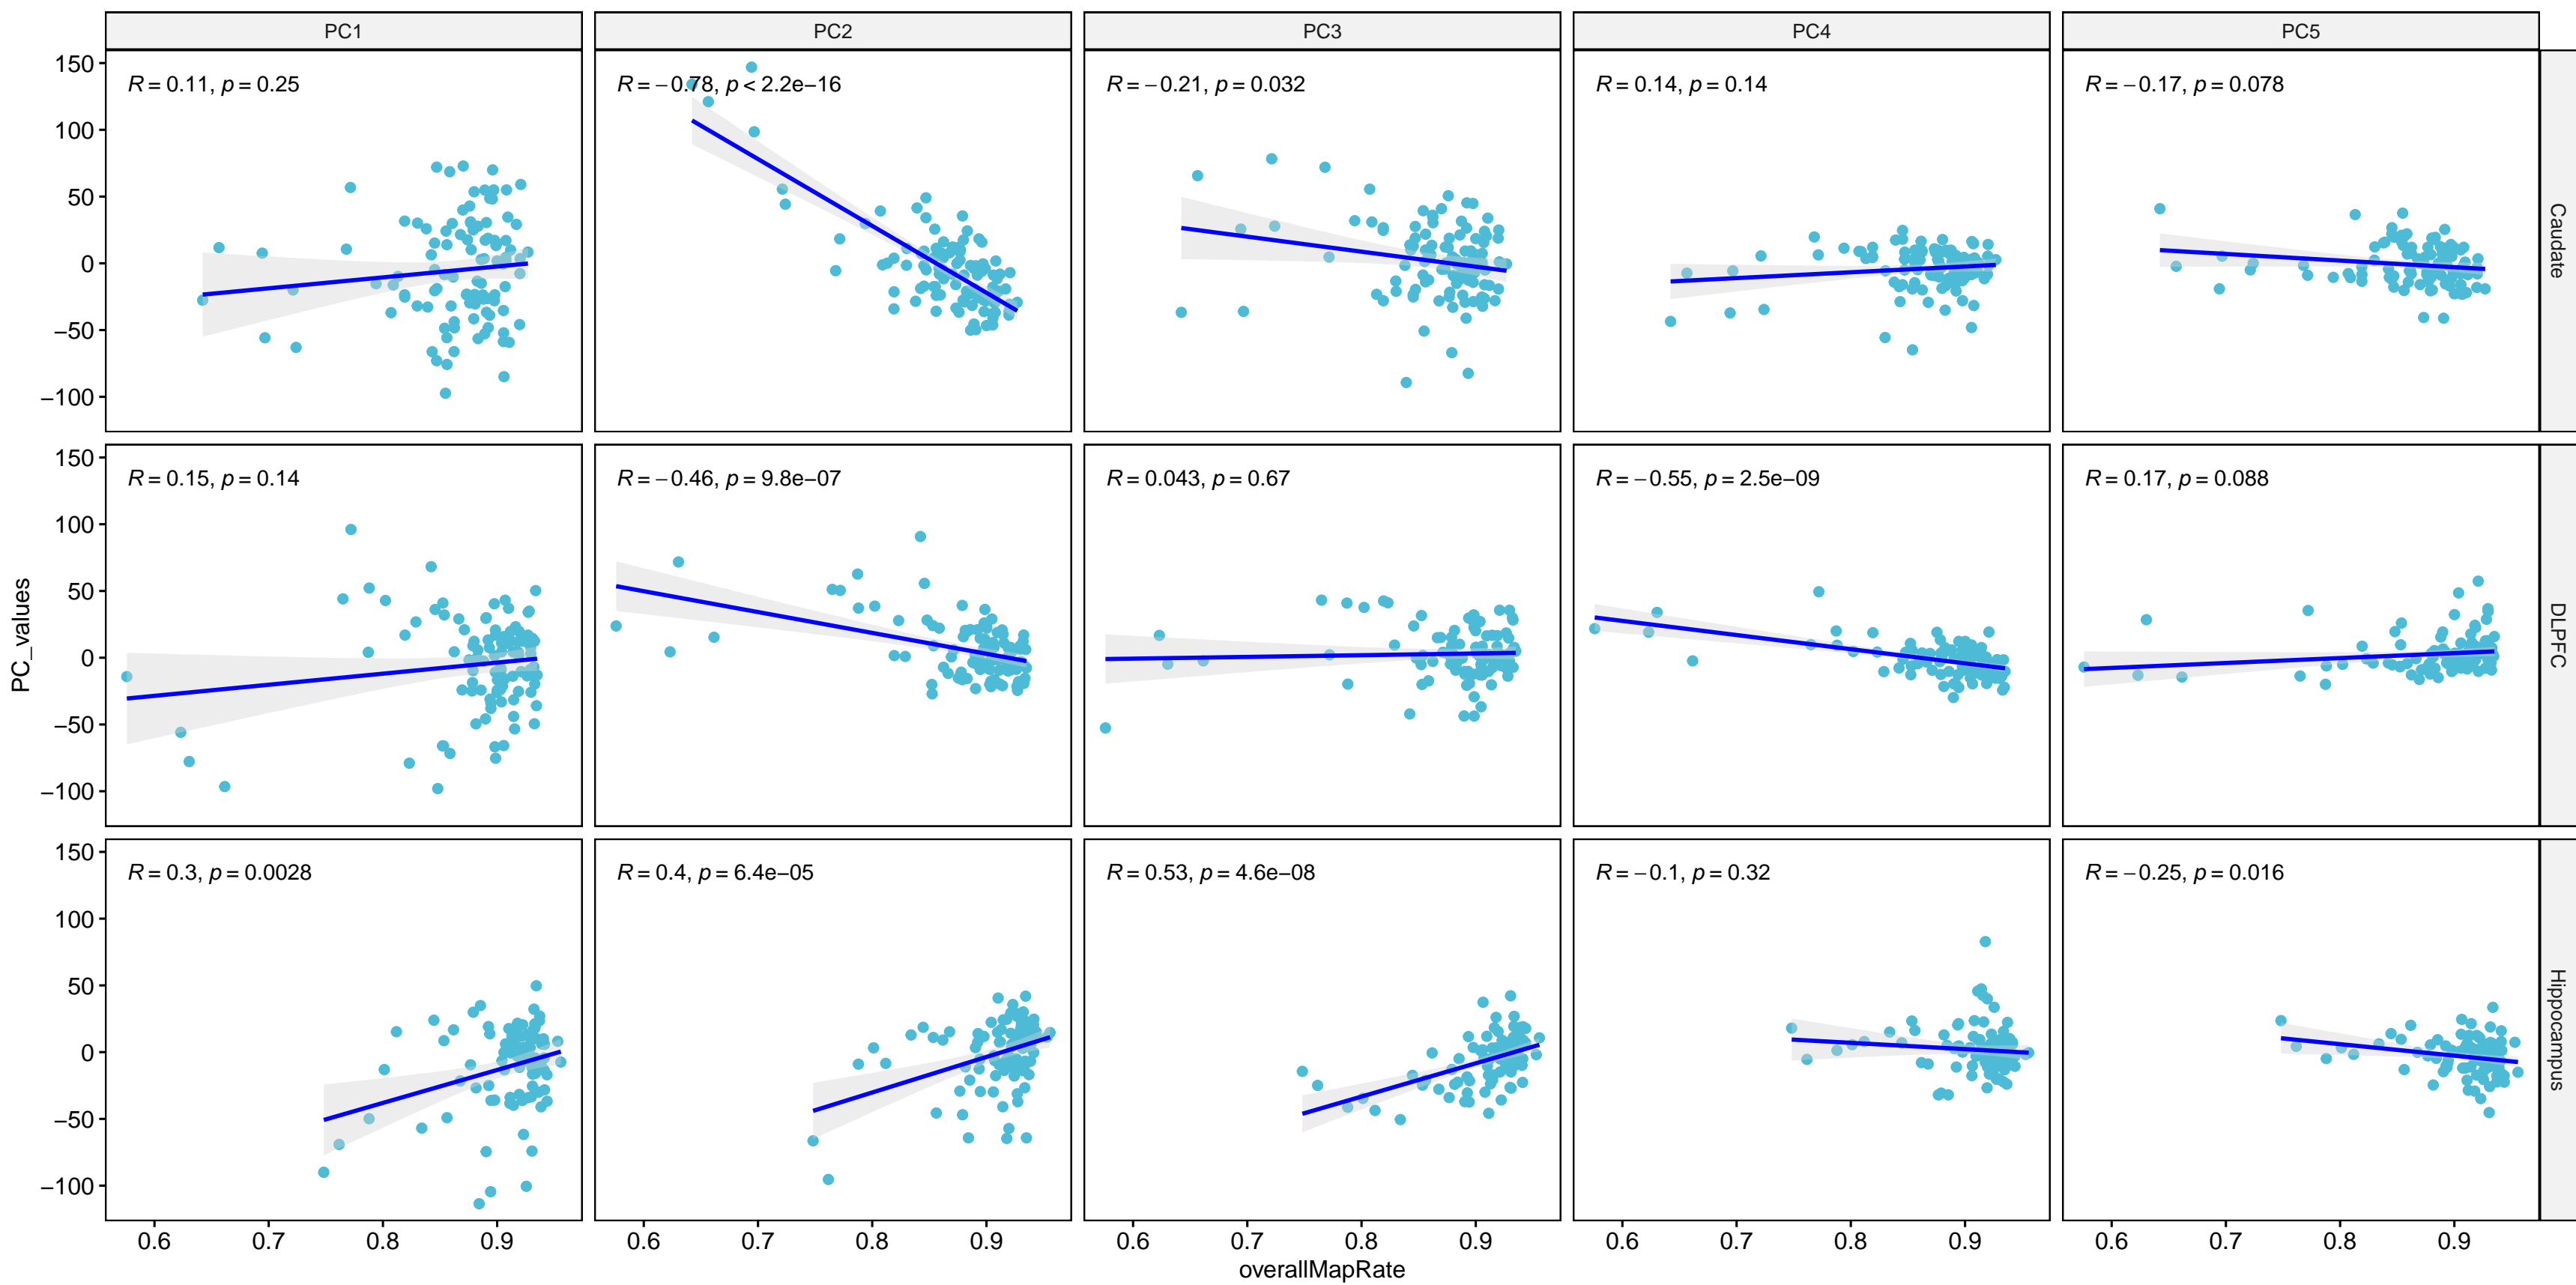 PC1 PC2 PC3 PC4 PC5
150 R = 0.11, p = 0.25 R = −0.78, p < 2.2e−16 R = −0.21, p = 0.032 R = 0.14, p = 0.14 R = −0.17, p = 0.078
100
50
0
−50
−100
Caudate
150 R = 0.15, p = 0.14 R = −0.46, p = 9.8e−07 R = 0.043, p = 0.67 R = −0.55, p = 2.5e−09 R = 0.17, p = 0.088
100
50
0
−50
−100
DLPFC
PC_values
150 R = 0.3, p = 0.0028 R = 0.4, p = 6.4e−05 R = 0.53, p = 4.6e−08 R = −0.1, p = 0.32 R = −0.25, p = 0.016
100
50
0
−50
−100
Hippocampus
0.6 0.7 0.8 0.9 0.6 0.7 0.8 0.9 0.6 0.7 0.8 0.9 0.6 0.7 0.8 0.9 0.6 0.7 0.8 0.9
overallMapRate